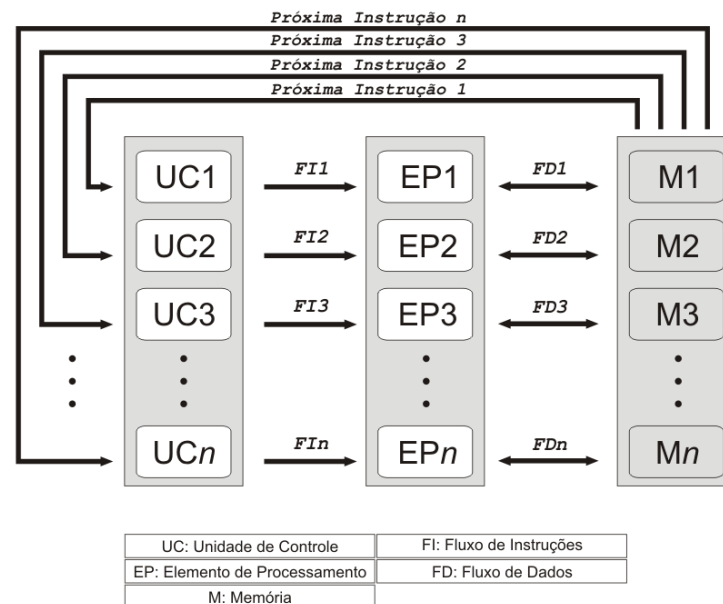 Próxima Instrução n
Próxima Instrução 3
Próxima Instrução 2
Próxima Instrução 1
UC1 FI1 EP1 FD1 M1
UC2 FI2 EP2 FD2 M2
UC3 FI3 EP3 FD3 M3
UCn FIn EPn FDn Mn
UC: Unidade de Controle FI: Fluxo de Instruções
EP: Elemento de Processamento FD: Fluxo de Dados
M: Memória